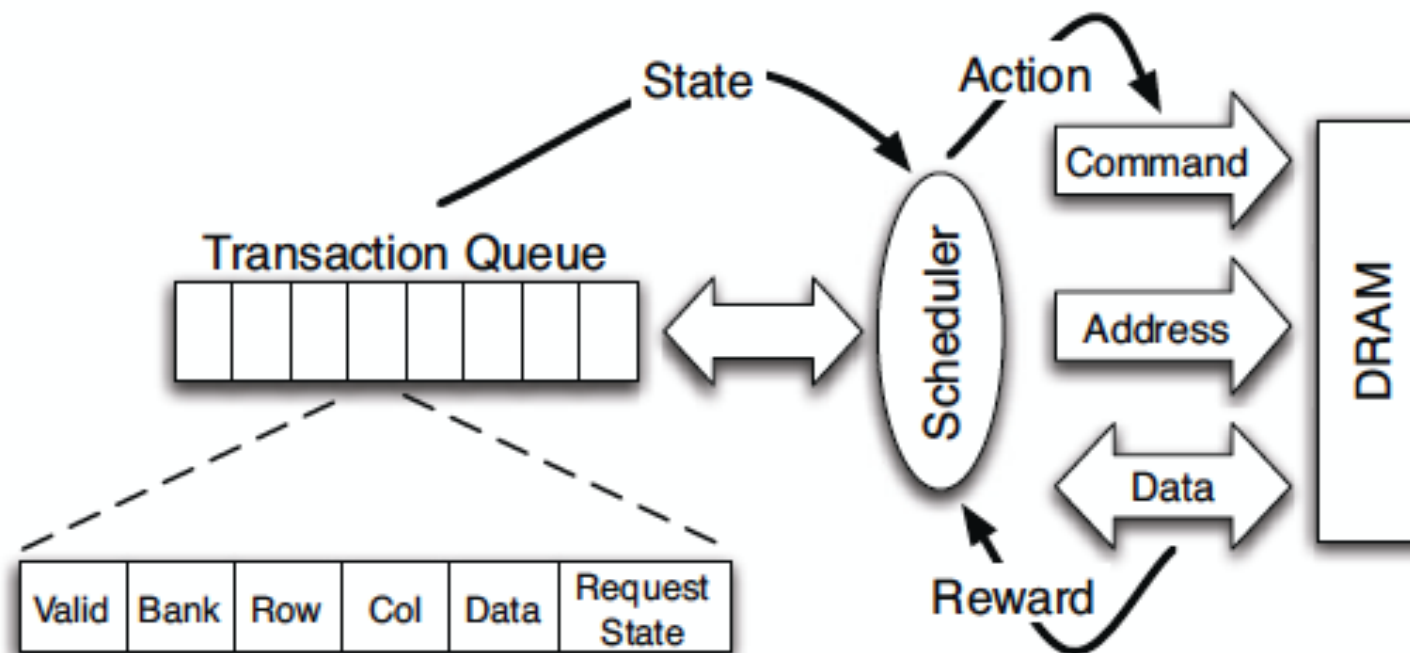 State
Action
Command
Transaction Queue
Scheduler
Address
DRAM
Data
Reward
Valid
Bank
Row
Col
Data
Request
State